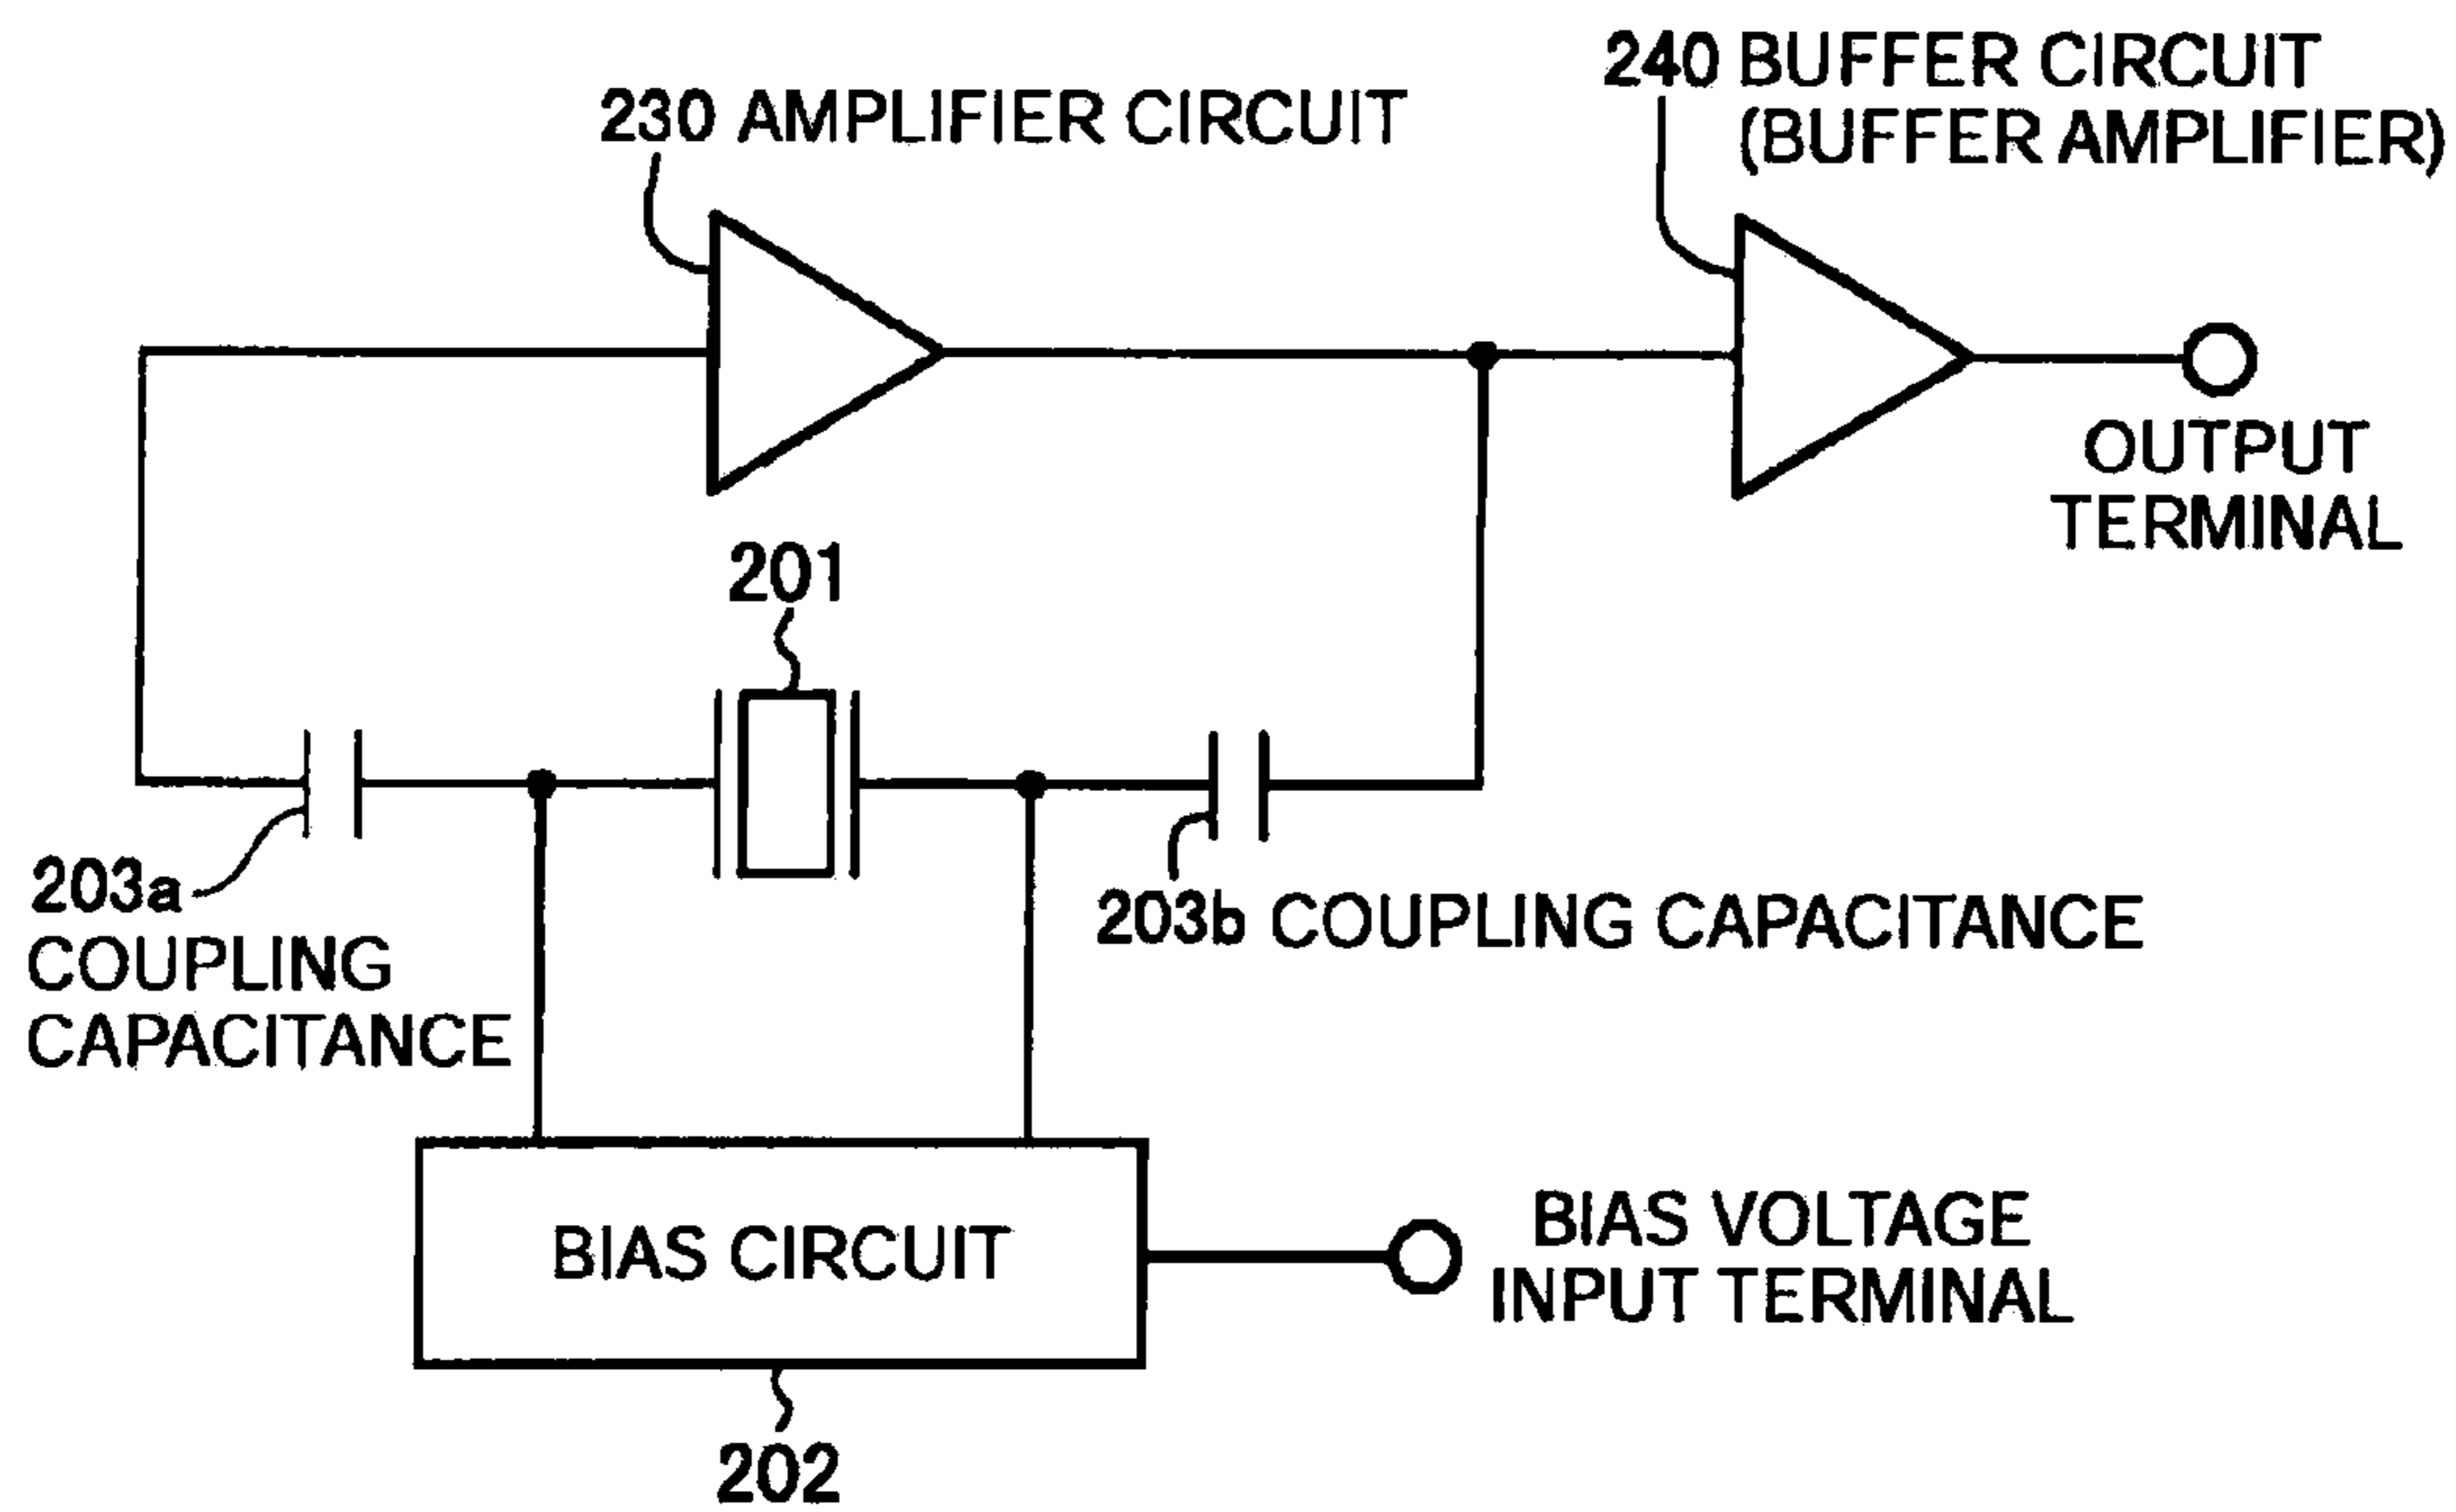 240 BUFFER CIRCUIT
(BUFFER AMPLIFIER)
230 AMPLIFIER CIRCUIT
OUTPUT
TERMINAL
201
203a
COUPLING
CAPACITANCE
203b COUPLING CAPACITANCE
BIAS CIRCUIT
BIAS VOLTAGE
INPUT TERMINAL
202